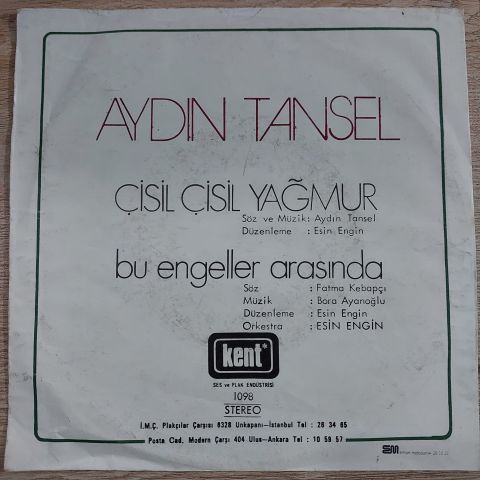 AYDIN TANSEL
ÇİSİL ÇİSİL YAĞMUR
Söz ve Müzik: Aydın Tansel
Düzenleme : Esin Engin
bu engeller arasında
Söz : Fatma Kebapçı
Müzik : Bora Ayanoğlu
Düzenleme : Esin Engin
Orkestra : ESİN ENGİN
kent*
SES ve PLAK ENDÜSTRİSİ
1098
STEREO
İ.M.Ç. Plakçılar Çarşısı 6328 Unkapanı-İstanbul Tel : 26 34 65
Posta Cad. Modern Çarşı 404 Ulus-Ankara Tel : 10 59 57